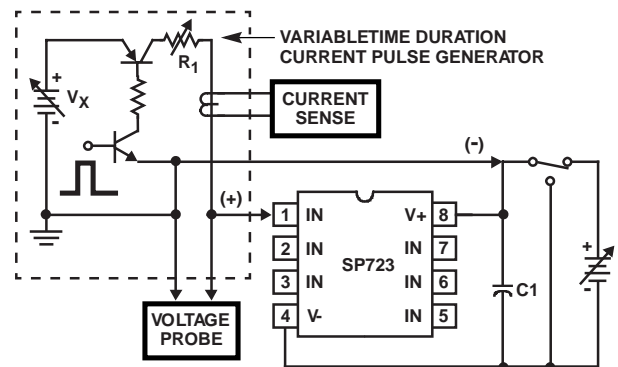 VARIABLETIME DURATION
CURRENT PULSE GENERATOR
+
VX
-
R1
CURRENT
SENSE
(-)
(+)
1 IN
2 IN
3 IN
4 V-
SP723
V+ 8
IN 7
IN 6
IN 5
C1
+
-
VOLTAGE
PROBE